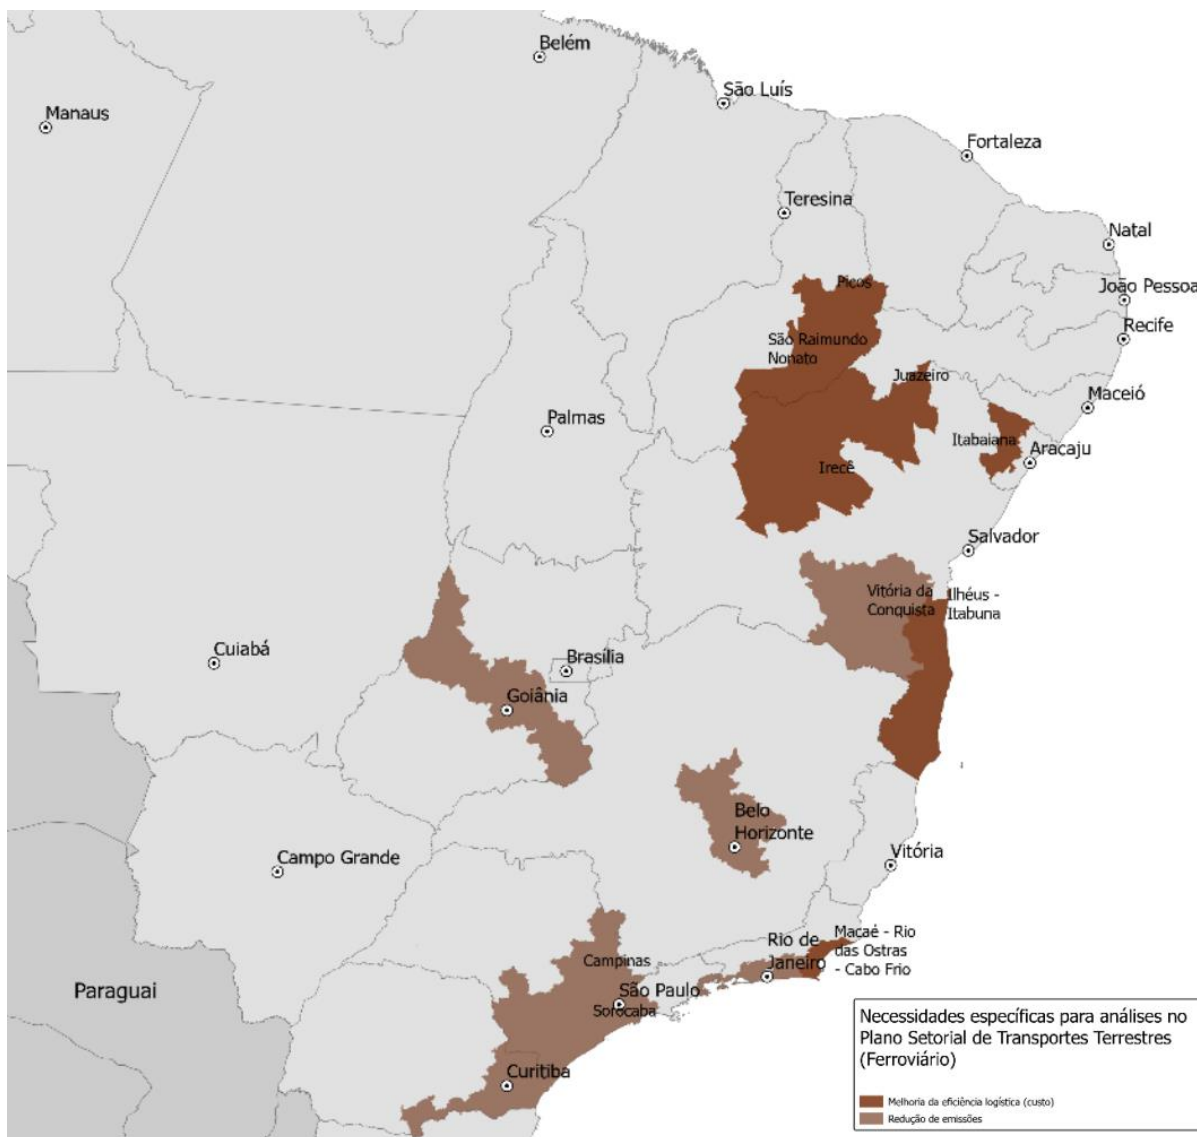 Belém
São Luís
Manaus
Fortaleza
Teresina
Natal
Picos
João Pessoa
Recife
São Raimundo
Nonato
Juazeiro
Maceió
Palmas
Itabaiana
Aracaju
Irecê
Salvador
Vitória da
Conquista
Ilhéus -
Itabuna
Cuiabá
Brasília
Goiânia
Belo
Horizonte
Campo Grande
Vitória
Macaé - Rio
das Ostras
- Cabo Frio
Rio de
Janeiro
Campinas
Paraguai
São Paulo
Sorocaba
Curitiba
Necessidades específicas para análises no
Plano Setorial de Transportes Terrestres
(Ferroviário)
Melhoria da eficiência logística (custo)
Redução de emissões